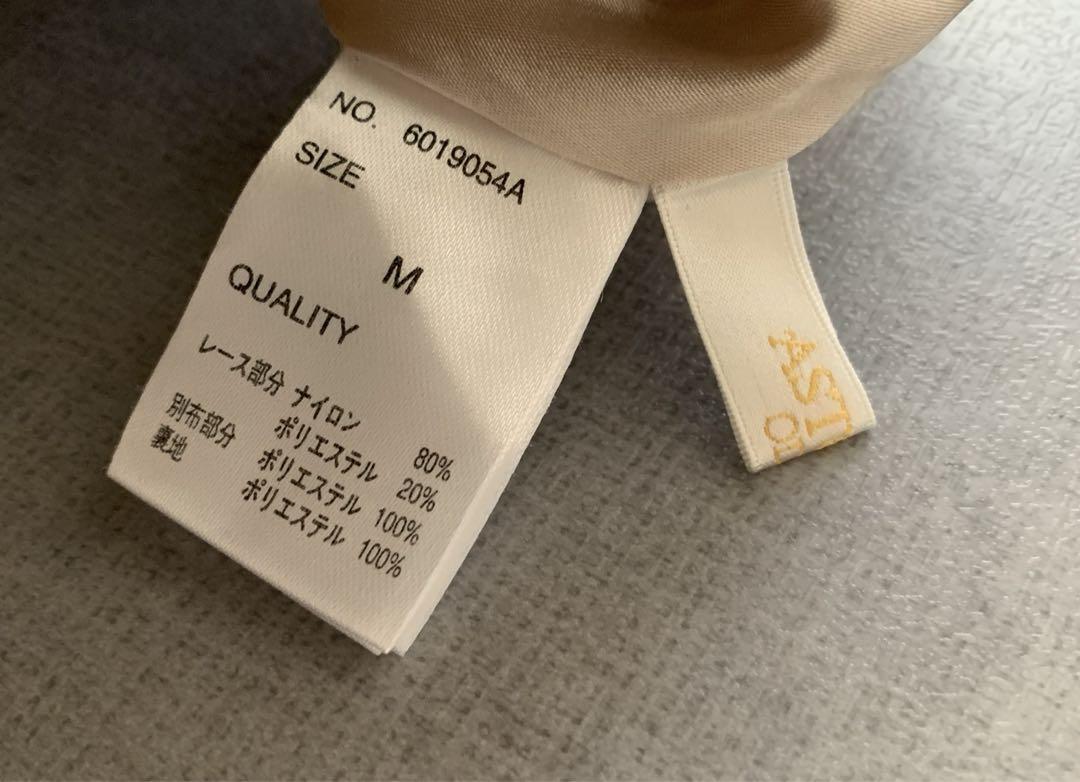 NO. 6019054A
SIZE
M
QUALITY
レース部分 ナイロン 80%
ポリエステル 20%
別布部分 ポリエステル 100%
裏地 ポリエステル 100%